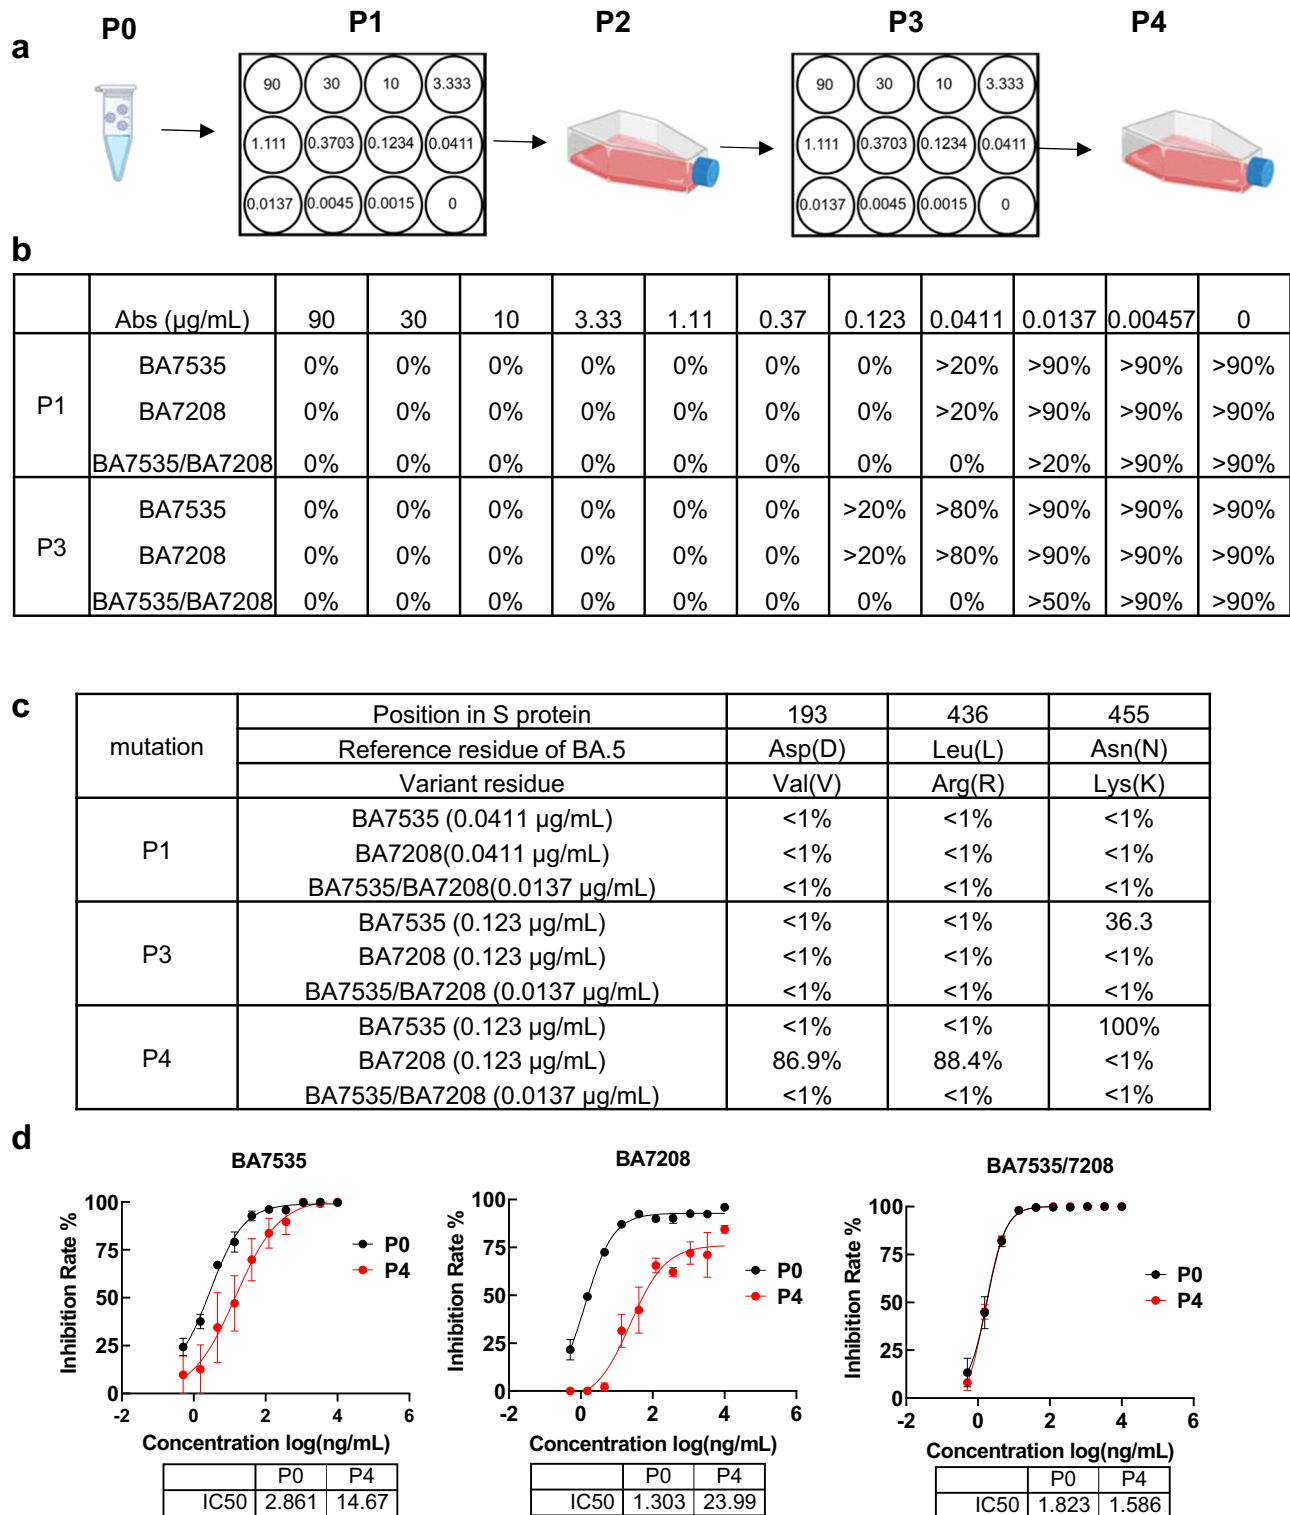 P0 P1 P2 P3 P4
a
90 30 10 3.333 90 30 10 3.333
1.111 0.3703 0.1234 0.0411 1.111 0.3703 0.1234 0.0411
0.0137 0.0045 0.0015 0 0.0137 0.0045 0.0015 0
b
Abs (µg/mL) 90 30 10 3.33 1.11 0.37 0.123 0.0411 0.0137 0.00457 0
P1
BA7535 0% 0% 0% 0% 0% 0% 0% >20% >90% >90% >90%
BA7208 0% 0% 0% 0% 0% 0% 0% >20% >90% >90% >90%
BA7535/BA7208 0% 0% 0% 0% 0% 0% 0% 0% >20% >90% >90%
P3
BA7535 0% 0% 0% 0% 0% 0% >20% >80% >90% >90% >90%
BA7208 0% 0% 0% 0% 0% 0% >20% >80% >90% >90% >90%
BA7535/BA7208 0% 0% 0% 0% 0% 0% 0% 0% >50% >90% >90%
c
mutation
Position in S protein 193 436 455
Reference residue of BA.5 Asp(D) Leu(L) Asn(N)
Variant residue Val(V) Arg(R) Lys(K)
P1
BA7535 (0.0411 µg/mL) <1% <1% <1%
BA7208(0.0411 µg/mL) <1% <1% <1%
BA7535/BA7208(0.0137 µg/mL) <1% <1% <1%
P3
BA7535 (0.123 µg/mL) <1% <1% 36.3
BA7208 (0.123 µg/mL) <1% <1% <1%
BA7535/BA7208 (0.0137 µg/mL) <1% <1% <1%
P4
BA7535 (0.123 µg/mL) <1% <1% 100%
BA7208 (0.123 µg/mL) 86.9% 88.4% <1%
BA7535/BA7208 (0.0137 µg/mL) <1% <1% <1%
d
BA7535
Inhibition Rate %
100
75
50
25
0
-2 0 2 4 6
Concentration log(ng/mL)
P0
P4
P0 P4
IC50 2.861 14.67
BA7208
Inhibition Rate %
100
75
50
25
0
-2 0 2 4 6
Concentration log(ng/mL)
P0
P4
P0 P4
IC50 1.303 23.99
BA7535/7208
Inhibition Rate %
100
75
50
25
0
-2 0 2 4 6
Concentration log(ng/mL)
P0
P4
P0 P4
IC50 1.823 1.586